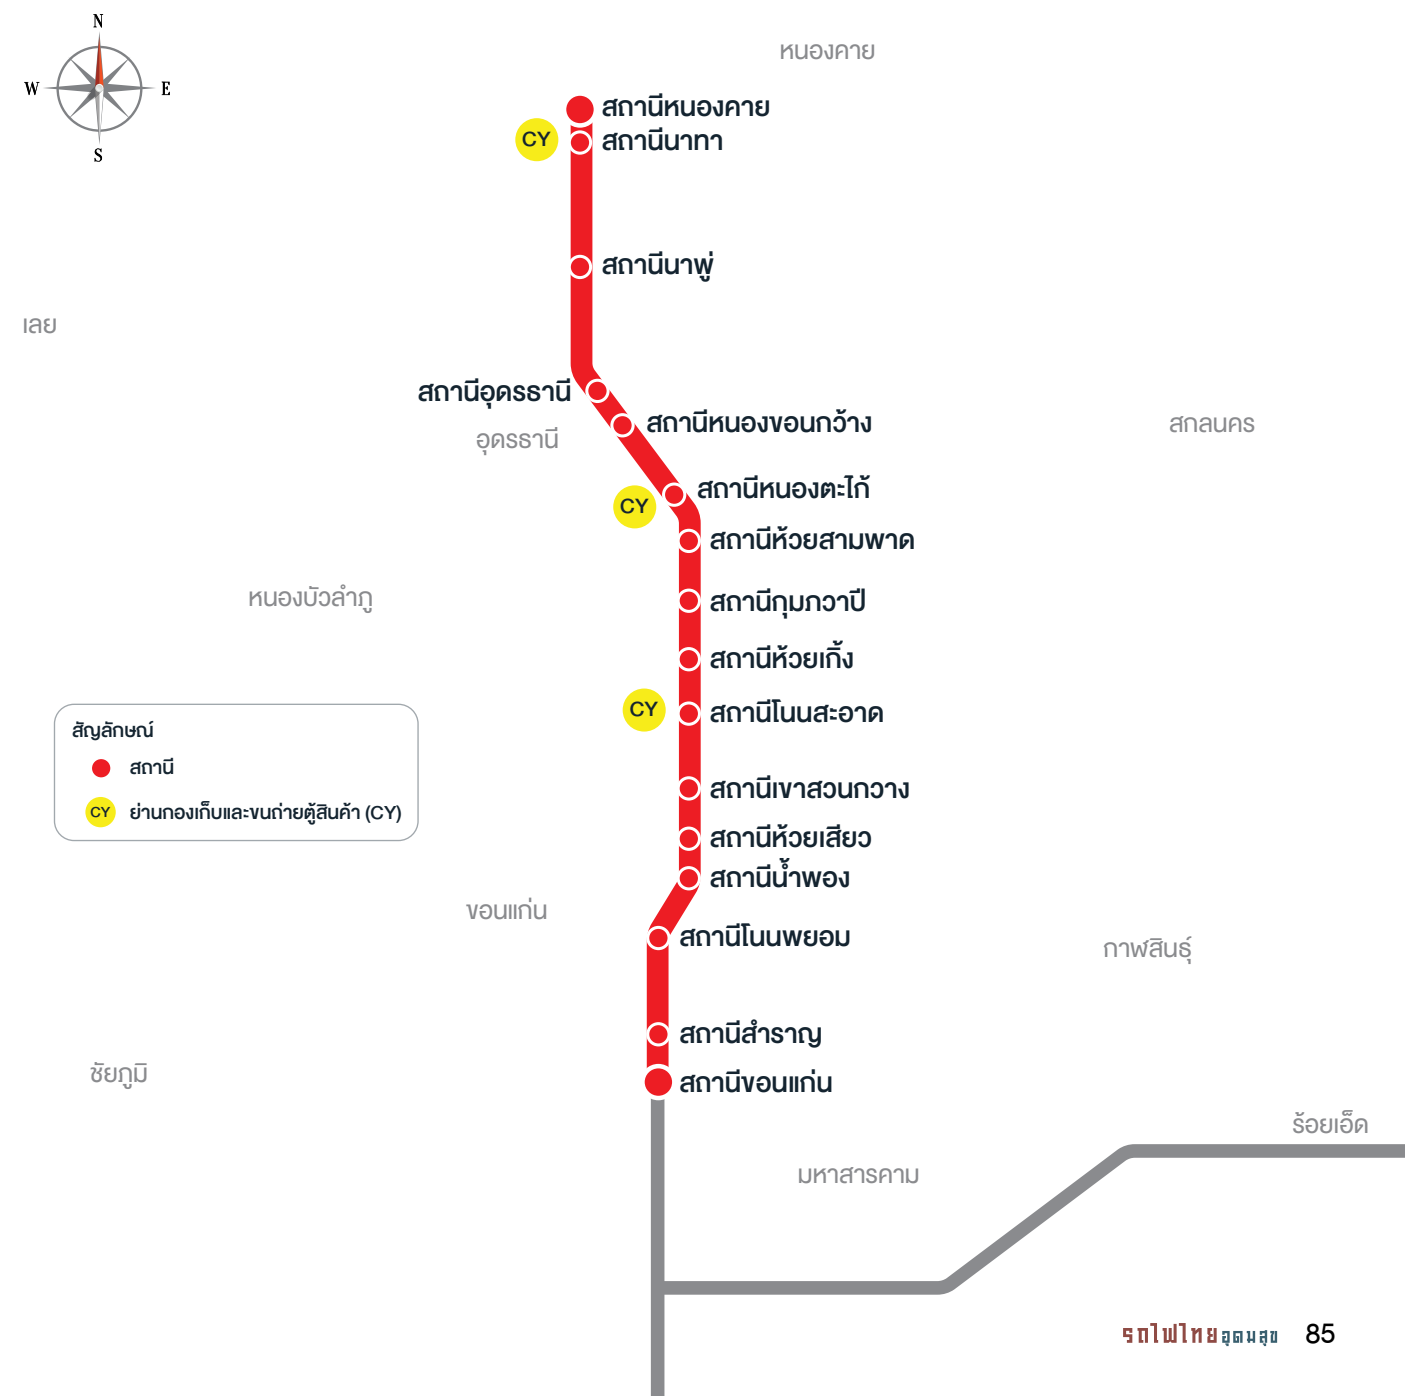 N
W
E
S
หนองคาย
สถานีหนองคาย
CY
สถานีนาทา
สถานีนาพู่
เลย
สถานีอุดรธานี
สถานีหนองขอนกว้าง
อุดรธานี
สกลนคร
สถานีหนองตะไก้
CY
สถานีห้วยสามพาด
หนองบัวลำภู
สถานีกุมภวาปี
สถานีห้วยเกิ้ง
CY
สถานีโนนสะอาด
สัญลักษณ์
สถานี
CY ย่านกองเก็บและขนถ่ายตู้สินค้า (CY)
สถานีเขาสวนกวาง
สถานีห้วยเสียว
สถานีน้ำพอง
ขอนแก่น
สถานีโนนพยอม
กาฬสินธุ์
สถานีสำราญ
ชัยภูมิ
สถานีขอนแก่น
ร้อยเอ็ด
มหาสารคาม
รถไฟไทยอุดมสุข 85